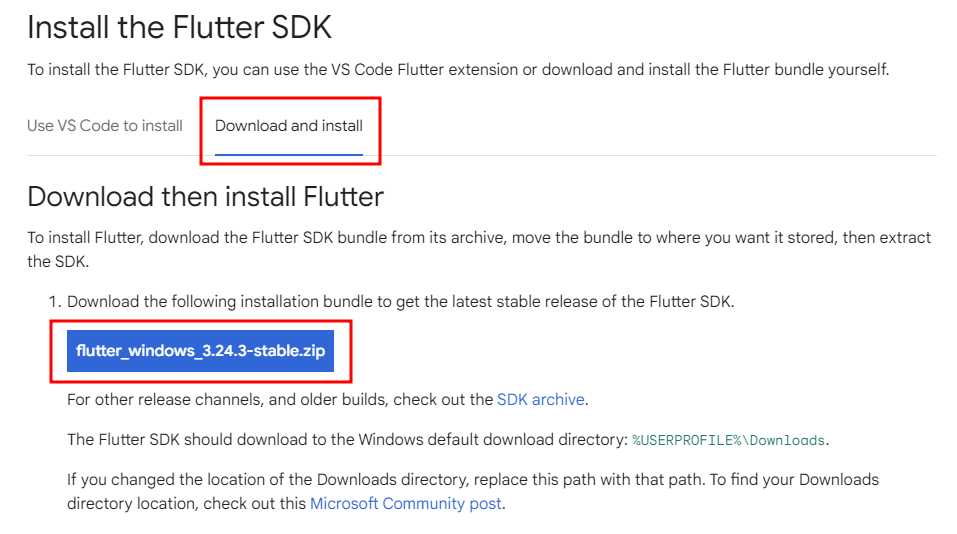 Install the Flutter SDK
To install the Flutter SDK, you can use the VS Code Flutter extension or download and install the Flutter bundle yourself.
Use VS Code to install
Download and install
Download then install Flutter
To install Flutter, download the Flutter SDK bundle from its archive, move the bundle to where you want it stored, then extract
the SDK.
1. Download the following installation bundle to get the latest stable release of the Flutter SDK.
flutter_windows_3.24.3-stable.zip
For other release channels, and older builds, check out the SDK archive.
The Flutter SDK should download to the Windows default download directory: %USERPROFILE%\Downloads.
If you changed the location of the Downloads directory, replace this path with that path. To find your Downloads
directory location, check out this Microsoft Community post.